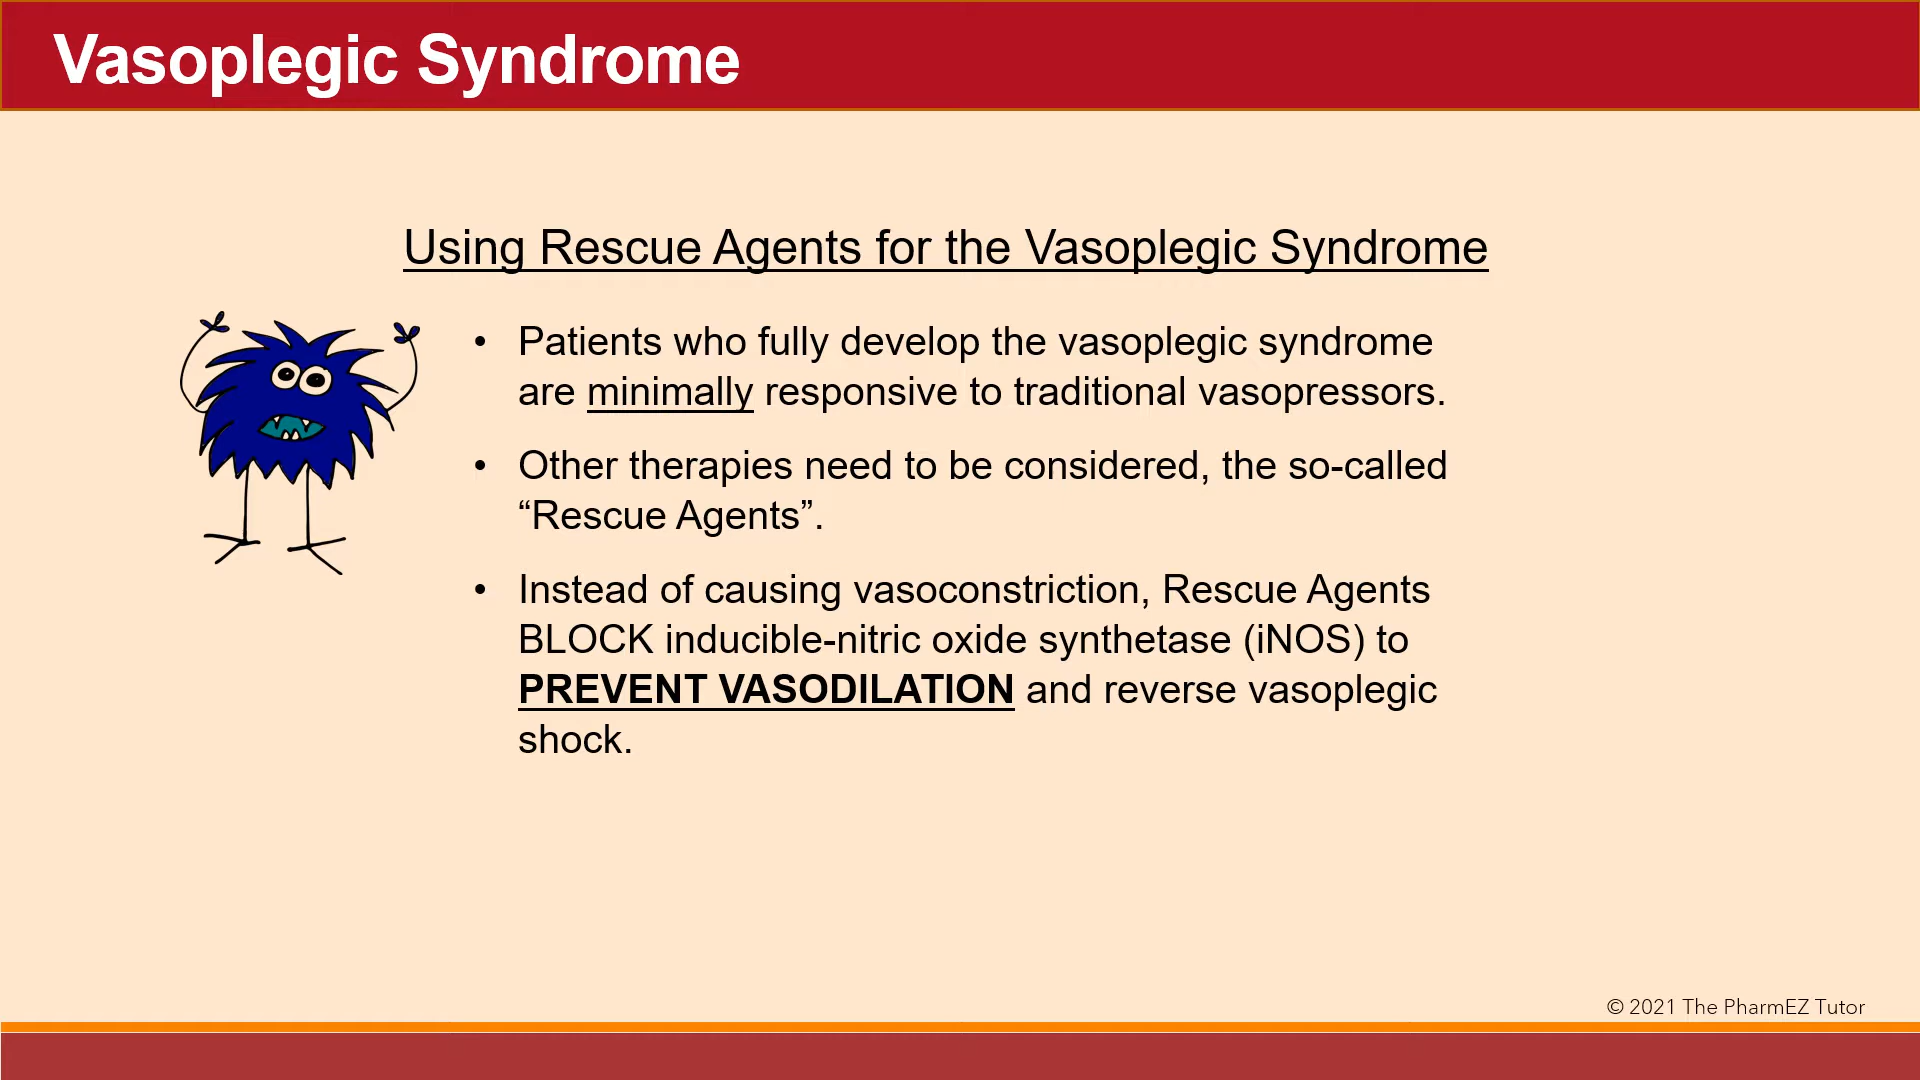 Vasoplegic Syndrome
Using Rescue Agents for the Vasoplegic Syndrome
• Patients who fully develop the vasoplegic syndrome
are minimally responsive to traditional vasopressors.
• Other therapies need to be considered, the so-called
“Rescue Agents”.
• Instead of causing vasoconstriction, Rescue Agents
BLOCK inducible-nitric oxide synthetase (iNOS) to
PREVENT VASODILATION and reverse vasoplegic
shock.
© 2021 The PharmEZ Tutor